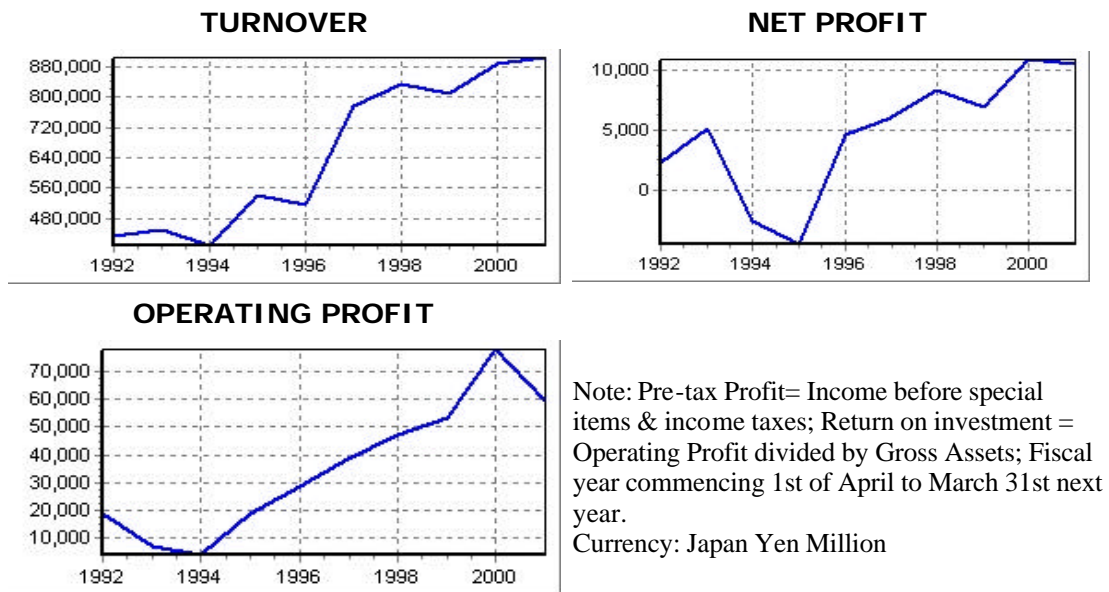 TURNOVER
880,000
800,000
720,000
640,000
560,000
480,000
1992 1994 1996 1998 2000
NET PROFIT
10,000
5,000
0
1992 1994 1996 1998 2000
OPERATING PROFIT
70,000
60,000
50,000
40,000
30,000
20,000
10,000
1992 1994 1996 1998 2000
Note: Pre-tax Profit= Income before special
items & income taxes; Return on investment =
Operating Profit divided by Gross Assets; Fiscal
year commencing 1st of April to March 31st next
year.
Currency: Japan Yen Million